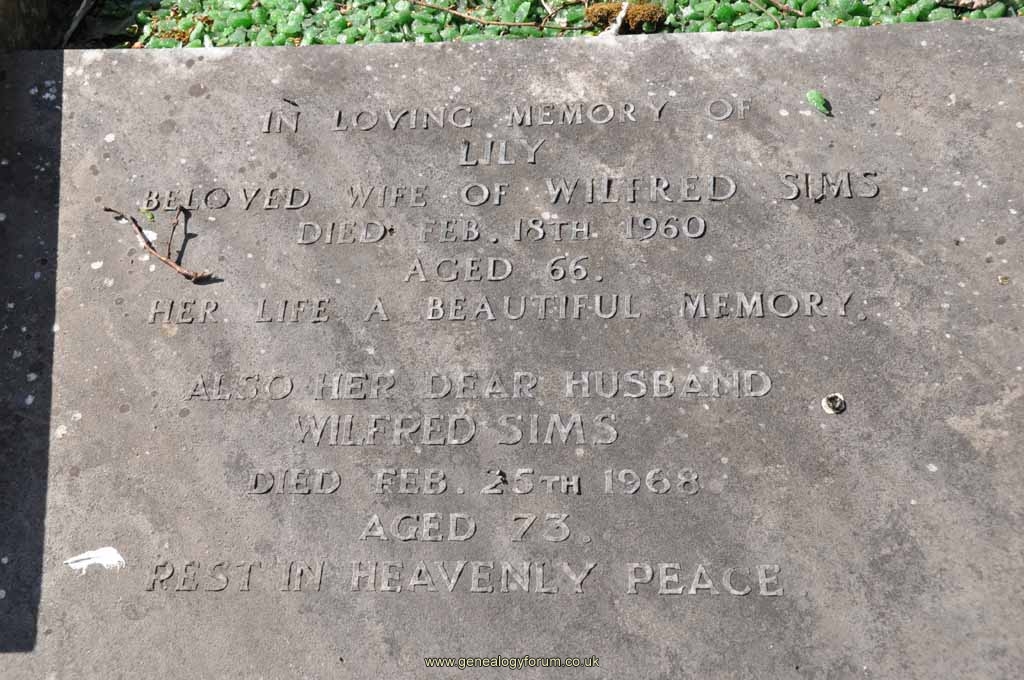 IN LOVING MEMORY OF
LILY
BELOVED WIFE OF WILFRED SIMS
DIED FEB. 18TH 1960
AGED 66.
HER LIFE A BEAUTIFUL MEMORY.
ALSO HER DEAR HUSBAND
WILFRED SIMS
DIED FEB. 25TH 1968
AGED 73.
REST IN HEAVENLY PEACE
www.genealogyforum.co.uk